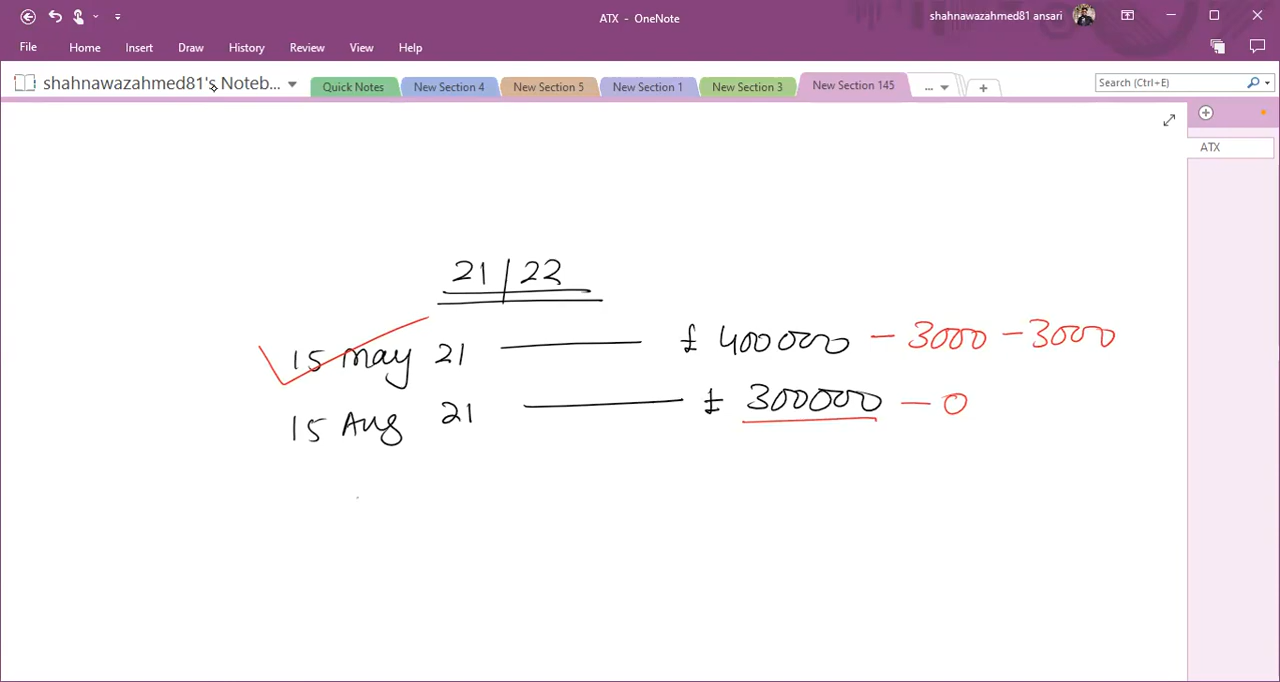 ATX - OneNote
shahnawazahmed81 ansari
File Home Insert Draw History Review View Help
shahnawazahmed81's Noteb...
Quick Notes New Section 4 New Section 5 New Section 1 New Section 3 New Section 145 ...
Search (Ctrl+E)
ATX
21/22
15 May 21 — £ 400000 - 3000 - 3000
15 Aug 21 — £ 300000 - 0